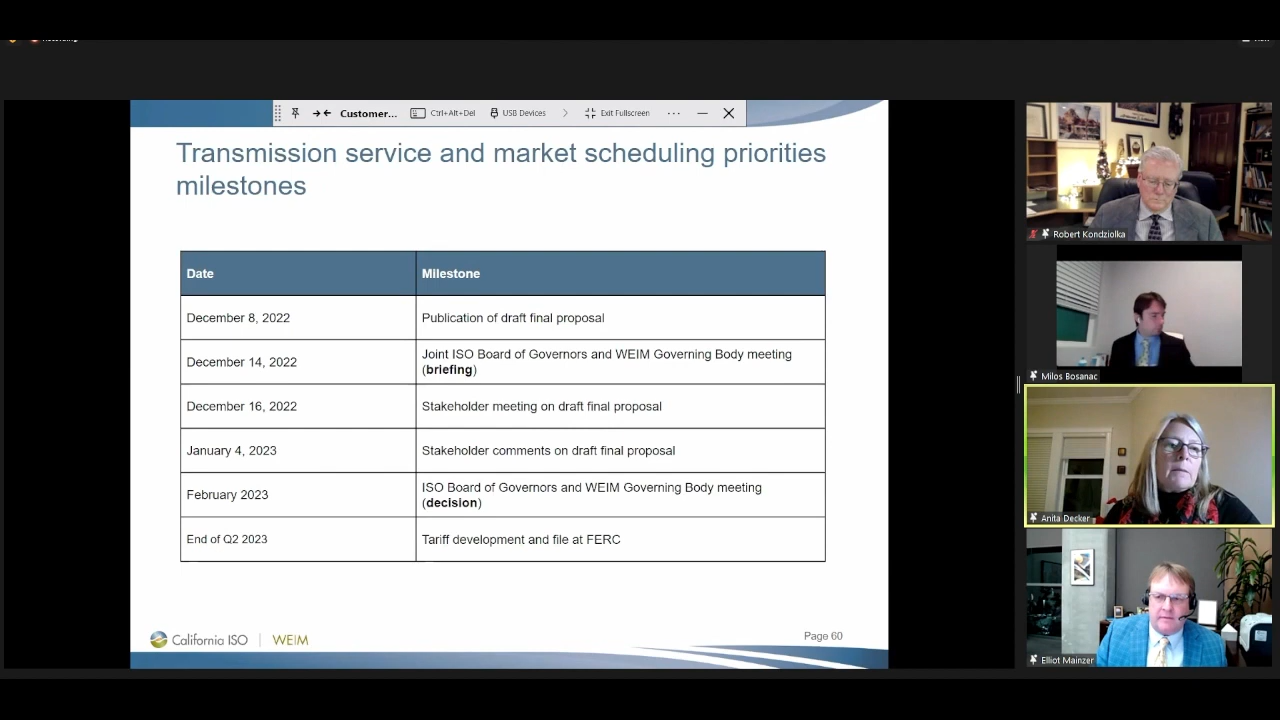 Customer...
Ctrl+Alt+Del
USB Devices
Exit Fullscreen
Transmission service and market scheduling priorities
milestones
Date
Milestone
December 8, 2022
Publication of draft final proposal
December 14, 2022
Joint ISO Board of Governors and WEIM Governing Body meeting
(briefing)
December 16, 2022
Stakeholder meeting on draft final proposal
January 4, 2023
Stakeholder comments on draft final proposal
February 2023
ISO Board of Governors and WEIM Governing Body meeting
(decision)
End of Q2 2023
Tariff development and file at FERC
California ISO
WEIM
Page 60
Robert Kondziolka
Milos Bosanac
Anita Decker
Elliot Mainzer